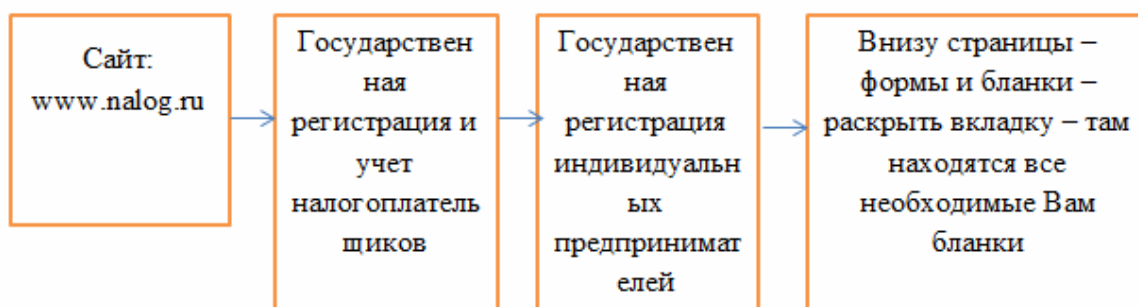 Сайт:
www.nalog.ru
Государствен
ная
регистрация и
учет
налогоплатель
щиков
Государствен
ная
регистрация
индивидуальн
ых
предпринимат
елей
Внизу страницы –
формы и бланки –
раскрыть вкладку – там
находятся все
необходимые Вам
бланки